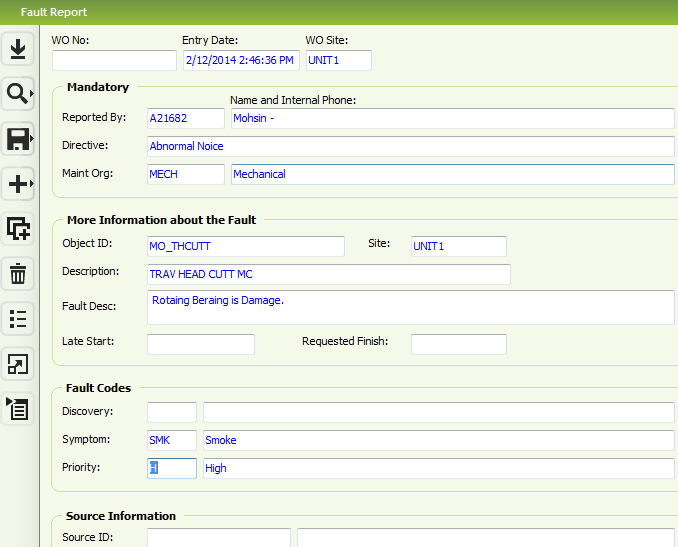 Fault Report
WO No: Entry Date: WO Site:
2/12/2014 2:46:36 PM UNIT1
Mandatory
Name and Internal Phone:
Reported By: A21682 Mohsin -
Directive: Abnormal Noice
Maint Org: MECH Mechanical
More Information about the Fault
Object ID: MO_THCUTT Site: UNIT1
Description: TRAV HEAD CUTT MC
Fault Desc: Rotaing Beraing is Damage.
Late Start: Requested Finish:
Fault Codes
Discovery:
Symptom: SMK Smoke
Priority: H High
Source Information
Source ID: